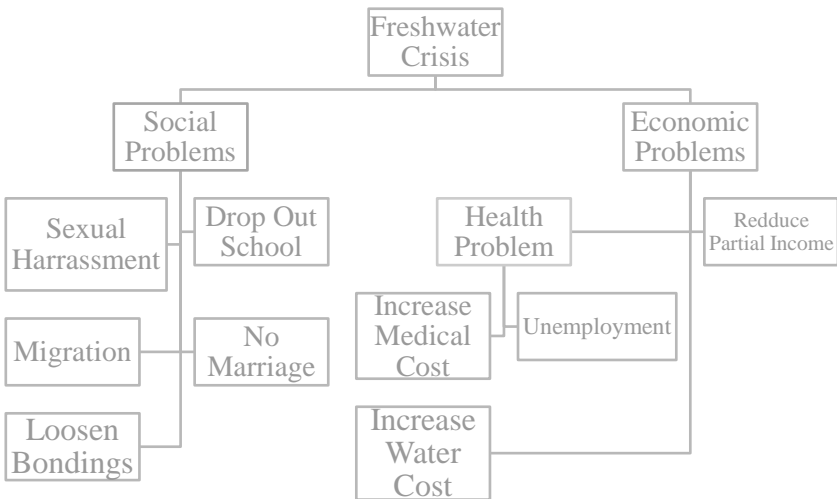 Freshwater
Crisis
Social
Problems
Economic
Problems
Sexual
Harrassment
Drop Out
School
Health
Problem
Redduce
Partial Income
Migration
No
Marriage
Increase
Medical
Cost
Unemployment
Loosen
Bondings
Increase
Water
Cost